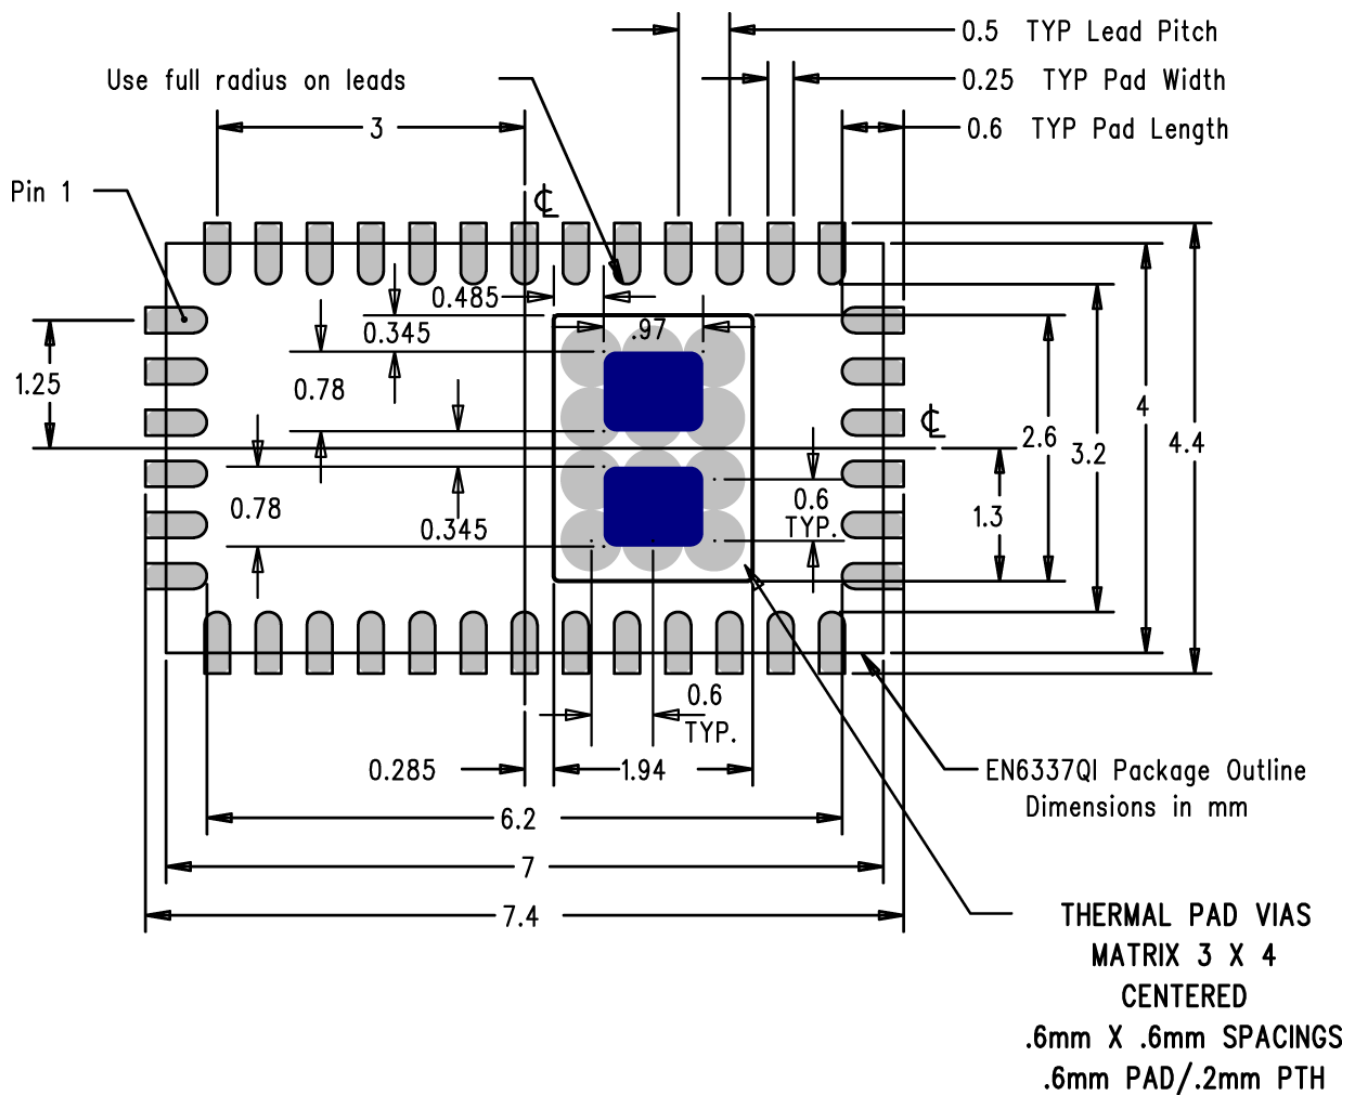 0.5 TYP Lead Pitch
Use full radius on leads
0.25 TYP Pad Width
3
0.6 TYP Pad Length
Pin 1
℄
0.485
0.345
.97
1.25
0.78
4
℄
2.6
3.2
4.4
0.78
0.345
0.6
TYP.
1.3
0.6
TYP.
0.285
1.94
EN6337QI Package Outline
Dimensions in mm
6.2
7
7.4
THERMAL PAD VIAS
MATRIX 3 X 4
CENTERED
.6mm X .6mm SPACINGS
.6mm PAD/.2mm PTH